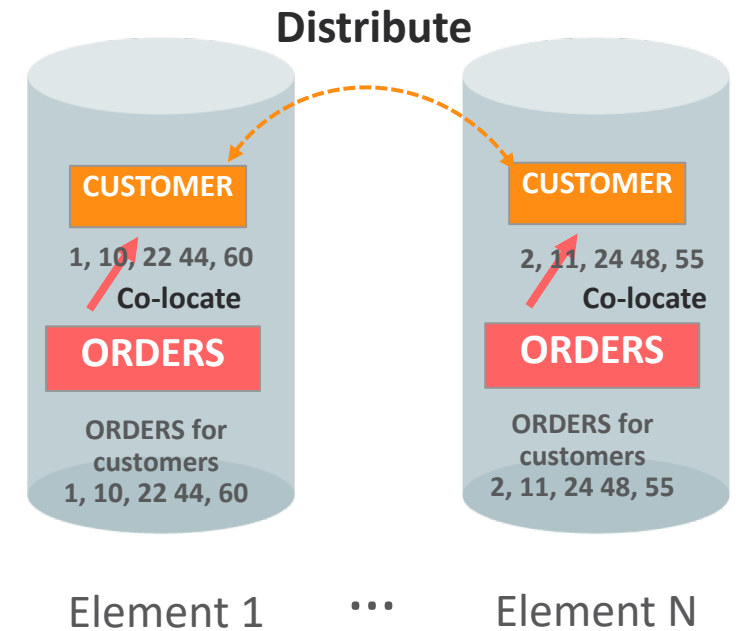 Distribute
CUSTOMER
1, 10, 22 44, 60
Co-locate
ORDERS
ORDERS for
customers
1, 10, 22 44, 60
Element 1
...
CUSTOMER
2, 11, 24 48, 55
Co-locate
ORDERS
ORDERS for
customers
2, 11, 24 48, 55
Element N